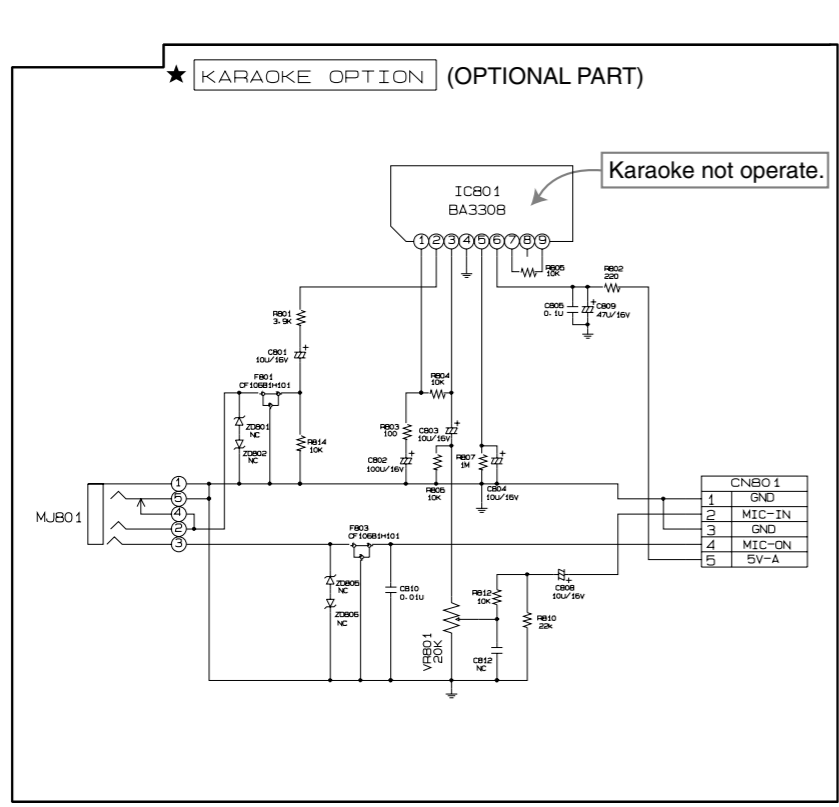 ★ KARAOKE OPTION (OPTIONAL PART)
Karaoke not operate.
IC801
BA3308
1 2 3 4 5 6 7 8 9
R805
10K
R802
220
C805
0.1U
C809
47U/16V
R801
3.9K
C801
10U/16V
F801
CF106B1H101
R804
10K
R803
100
C803
10U/16V
ZD801
NC
ZD802
NC
R814
10K
C802
100U/16V
R806
10K
R807
1M
C804
10U/16V
MJ801
1
5
4
2
3
CN801
1 GND
2 MIC-IN
3 GND
4 MIC-ON
5 5V-A
F803
CF106B1H101
ZD805
NC
ZD806
NC
C810
0.01U
VR801
20K
R812
10K
C808
10U/16V
R810
22K
C812
NC